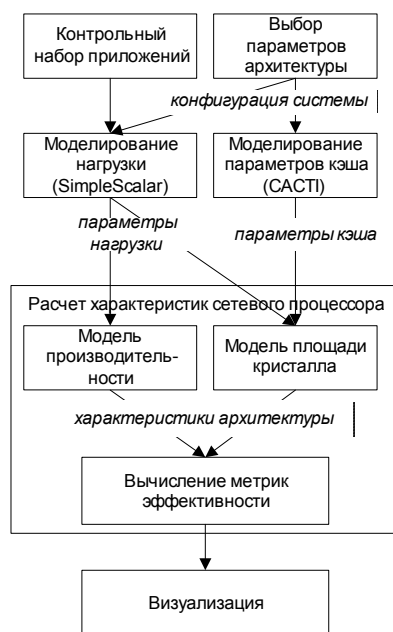 Контрольный
набор приложений
Выбор
параметров
архитектуры
конфигурация системы
Моделирование
нагрузки
(SimpleScalar)
Моделирование
параметров кэша
(CACTI)
параметры
нагрузки
параметры кэша
Расчет характеристик сетевого процессора
Модель
производитель-
ности
Модель площади
кристалла
характеристики архитектуры
Вычисление метрик
эффективности
Визуализация